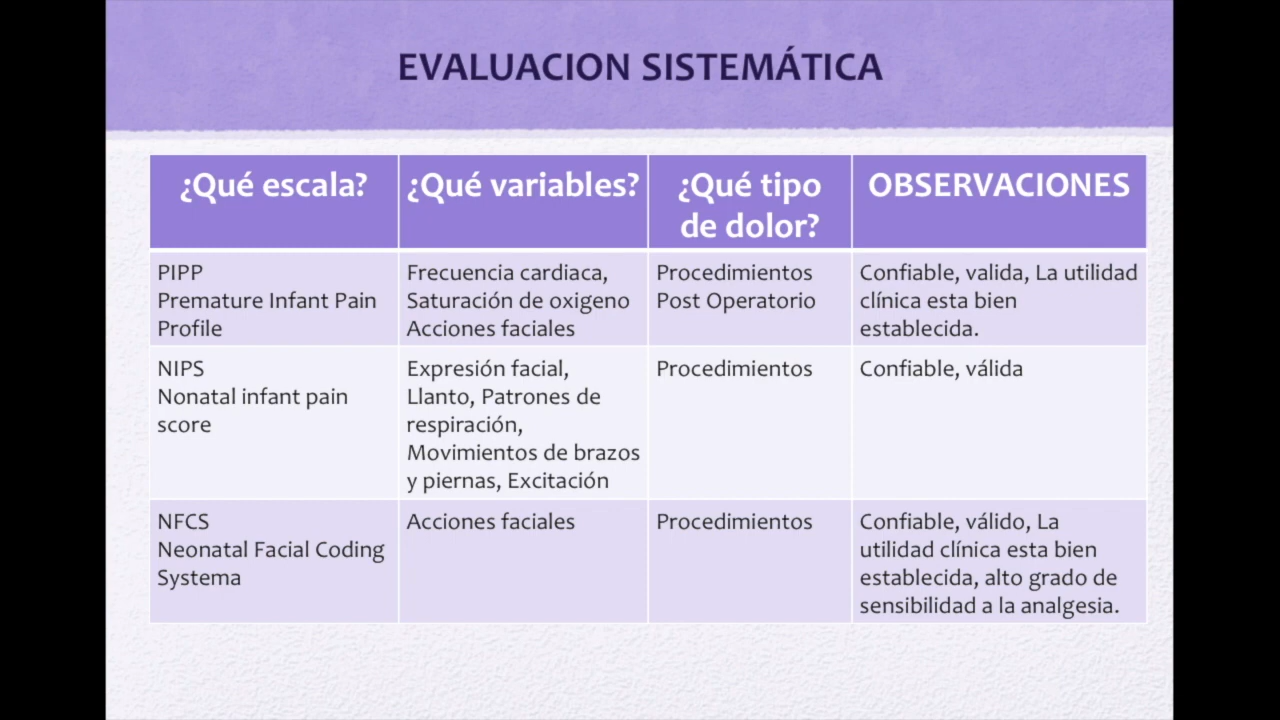 EVALUACION SISTEMÁTICA
¿Qué escala?
¿Qué variables?
¿Qué tipo
de dolor?
OBSERVACIONES
PIPP
Premature Infant Pain
Profile
Frecuencia cardiaca,
Saturación de oxigeno
Acciones faciales
Procedimientos
Post Operatorio
Confiable, valida, La utilidad
clínica esta bien
establecida.
NIPS
Nonatal infant pain
score
Expresión facial,
Llanto, Patrones de
respiración,
Movimientos de brazos
y piernas, Excitación
Procedimientos
Confiable, válida
NFCS
Neonatal Facial Coding
Systema
Acciones faciales
Procedimientos
Confiable, válido, La
utilidad clínica esta bien
establecida, alto grado de
sensibilidad a la analgesia.